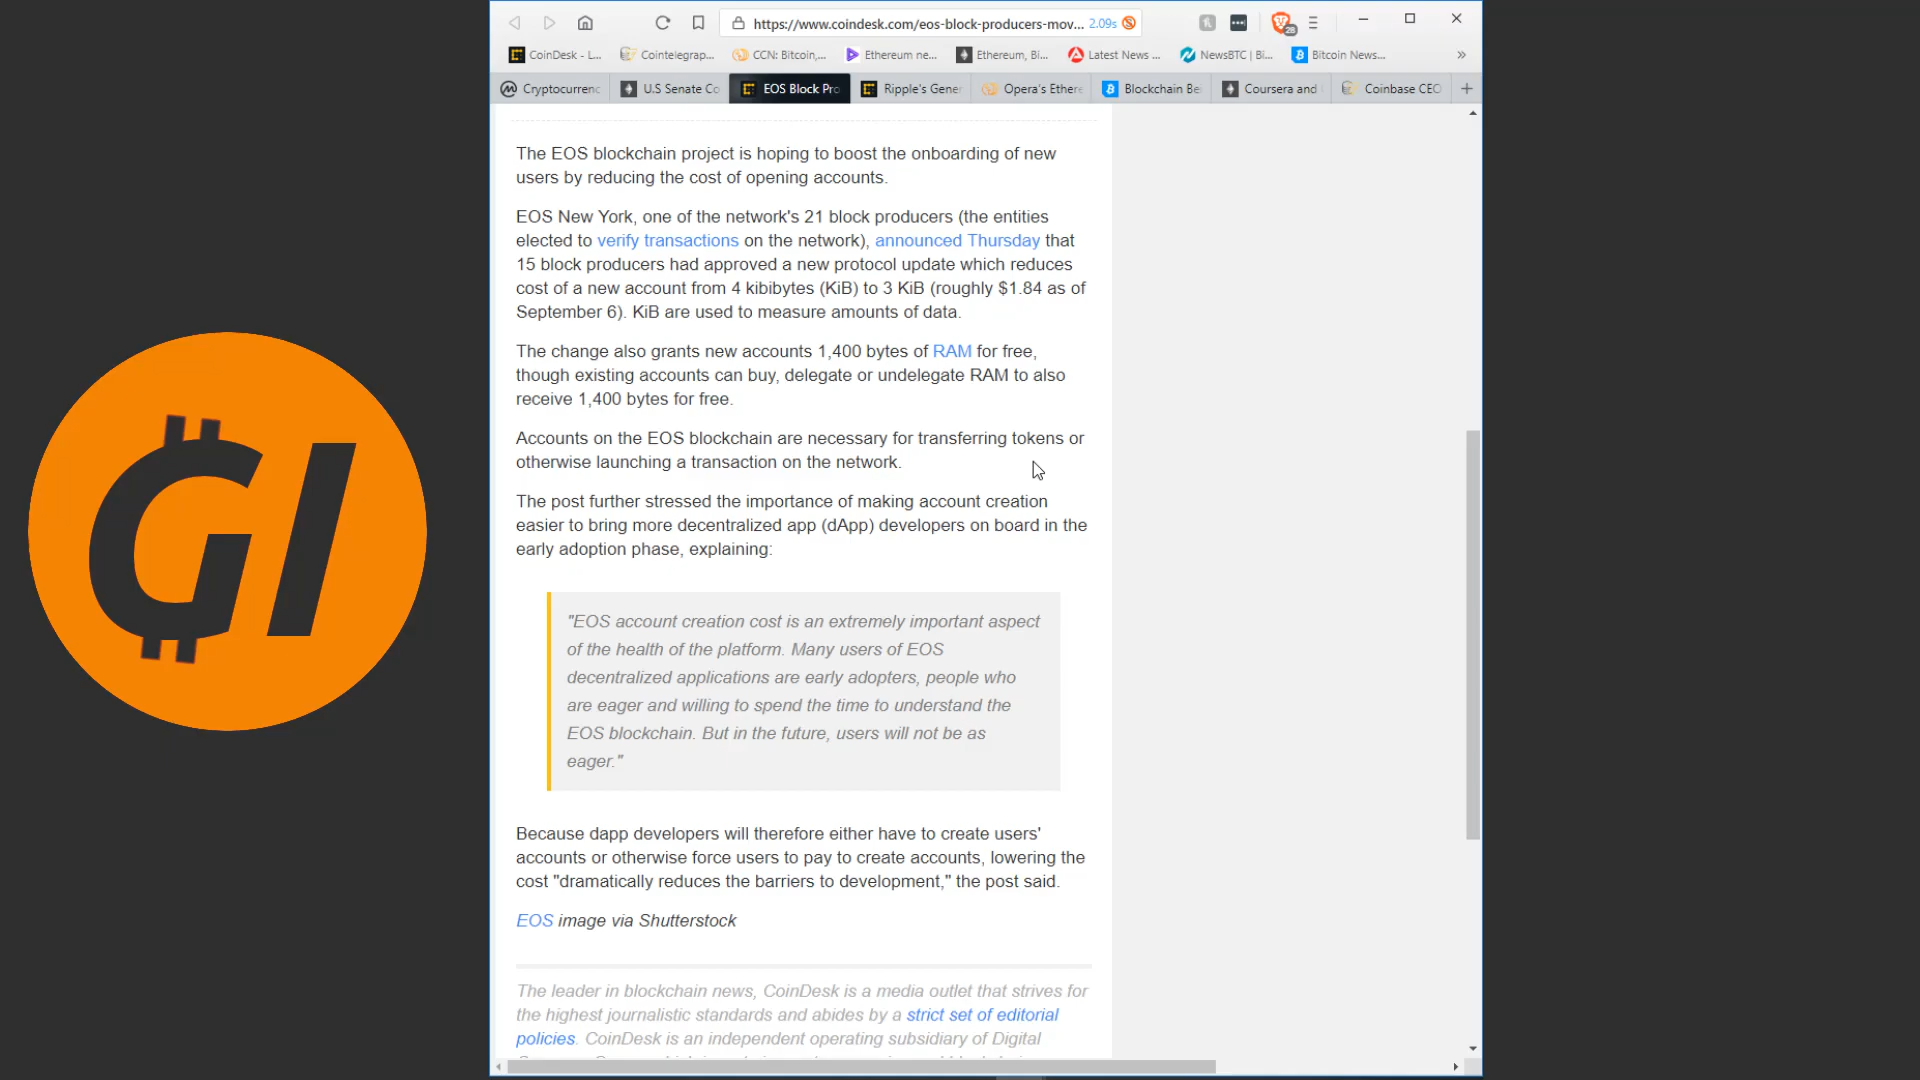 https://www.coindesk.com/eos-block-producers-mov... 2.09s
28
CoinDesk - L...
Cointelegrap...
CCN: Bitcoin,...
Ethereum ne...
Ethereum, Bi...
Latest News ...
NewsBTC | Bi...
Bitcoin News...
Cryptocurrenc
U.S Senate Co
EOS Block Pro
Ripple's Gener
Opera's Ethere
Blockchain Be
Coursera and
Coinbase CEO
The EOS blockchain project is hoping to boost the onboarding of new
users by reducing the cost of opening accounts.
EOS New York, one of the network's 21 block producers (the entities
elected to verify transactions on the network), announced Thursday that
15 block producers had approved a new protocol update which reduces
cost of a new account from 4 kibibytes (KiB) to 3 KiB (roughly $1.84 as of
September 6). KiB are used to measure amounts of data.
The change also grants new accounts 1,400 bytes of RAM for free,
though existing accounts can buy, delegate or undelegate RAM to also
receive 1,400 bytes for free.
Accounts on the EOS blockchain are necessary for transferring tokens or
otherwise launching a transaction on the network.
The post further stressed the importance of making account creation
easier to bring more decentralized app (dApp) developers on board in the
early adoption phase, explaining:
GI
"EOS account creation cost is an extremely important aspect
of the health of the platform. Many users of EOS
decentralized applications are early adopters, people who
are eager and willing to spend the time to understand the
EOS blockchain. But in the future, users will not be as
eager."
Because dapp developers will therefore either have to create users'
accounts or otherwise force users to pay to create accounts, lowering the
cost "dramatically reduces the barriers to development," the post said.
EOS image via Shutterstock
The leader in blockchain news, CoinDesk is a media outlet that strives for
the highest journalistic standards and abides by a strict set of editorial
policies. CoinDesk is an independent operating subsidiary of Digital